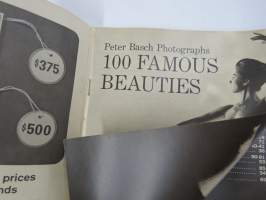 $375
$500
prices
nds
Peter Basch Photographs
100 FAMOUS
BEAUTIES